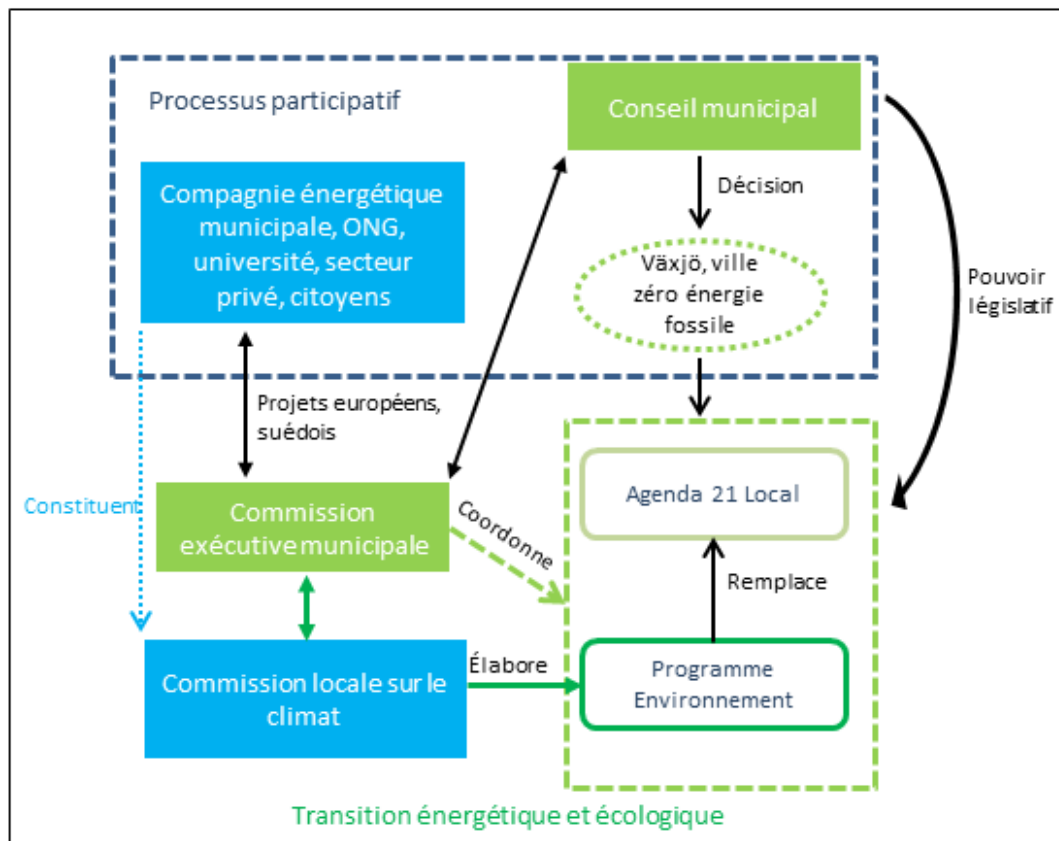 Processus participatif
Conseil municipal
Compagnie énergétique
municipale, ONG,
université, secteur
privé, citoyens
Décision
Växjö, ville
zéro énergie
fossile
Pouvoir
législatif
Projets européens,
suédois
Constituent
Commission
exécutive municipale
Coordonne
Agenda 21 Local
Remplace
Commission locale sur le
climat
Élabore
Programme
Environnement
Transition énergétique et écologique